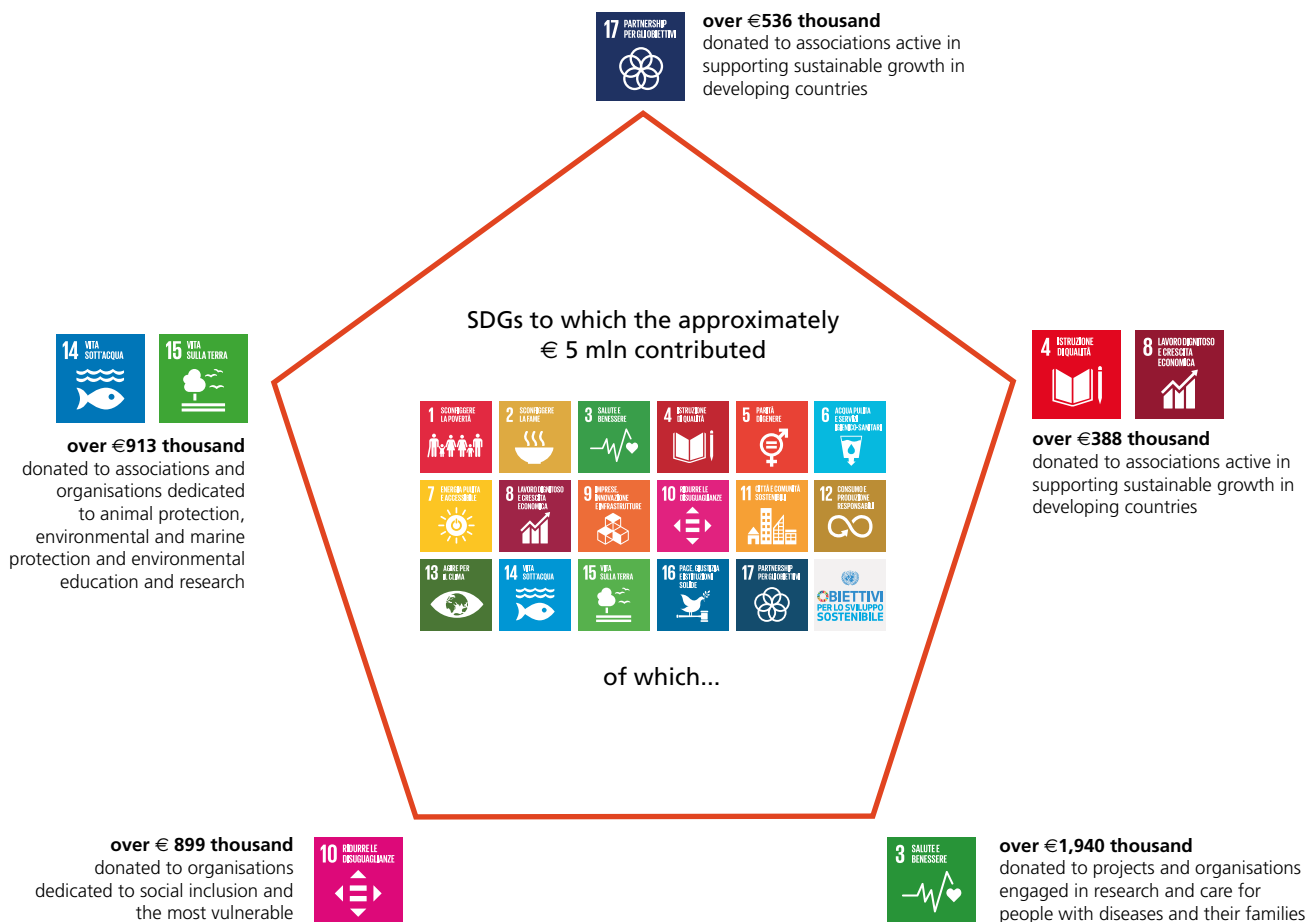 17 PARTNERSHIP
PER GLI OBIETTIVI
over €536 thousand
donated to associations active in
supporting sustainable growth in
developing countries
SDGs to which the approximately
€ 5 mln contributed
14 VITA
SOTT'ACQUA
15 VITA
SULLA TERRA
over €913 thousand
donated to associations and
organisations dedicated
to animal protection,
environmental and marine
protection and environmental
education and research
4 ISTRUZIONE
DI QUALITÀ
8 LAVORO DIGNITOSO
E CRESCITA
ECONOMICA
over €388 thousand
donated to associations active in
supporting sustainable growth in
developing countries
1 SCONFIGGERE
LA POVERTÀ
2 SCONFIGGERE
LA FAME
3 SALUTE E
BENESSERE
4 ISTRUZIONE
DI QUALITÀ
5 PARITÀ
DI GENERE
6 ACQUA PULITA
E SERVIZI
IGIENICO-SANITARI
7 ENERGIA PULITA
E ACCESSIBILE
8 LAVORO DIGNITOSO
E CRESCITA
ECONOMICA
9 IMPRESE,
INNOVAZIONE
E INFRASTRUTTURE
10 RIDURRE LE
DISUGUAGLIANZE
11 CITTÀ E COMUNITÀ
SOSTENIBILI
12 CONSUMO E
PRODUZIONE
RESPONSABILI
13 AGIRE PER
IL CLIMA
14 VITA
SOTT'ACQUA
15 VITA
SULLA TERRA
16 PACE, GIUSTIZIA
E ISTITUZIONI
SOLIDE
17 PARTNERSHIP
PER GLI OBIETTIVI
OBIETTIVI
PER LO SVILUPPO
SOSTENIBILE
of which...
over € 899 thousand
donated to organisations
dedicated to social inclusion and
the most vulnerable
10 RIDURRE LE
DISUGUAGLIANZE
3 SALUTE E
BENESSERE
over €1,940 thousand
donated to projects and organisations
engaged in research and care for
people with diseases and their families